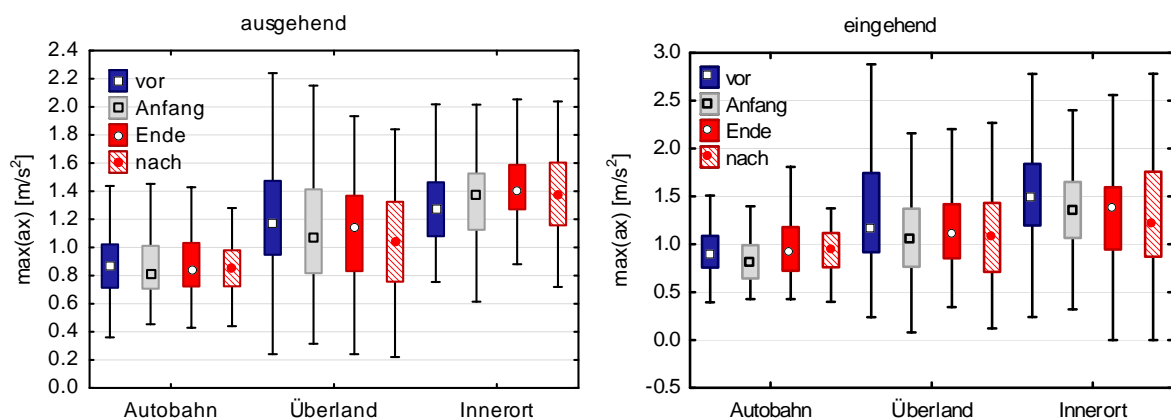 ausgehend
max(ax) [m/s²]
2.4
2.2
2.0
1.8
1.6
1.4
1.2
1.0
0.8
0.6
0.4
0.2
0.0
vor
Anfang
Ende
nach
Autobahn Überland Innerort
eingehend
max(ax) [m/s²]
3.0
2.5
2.0
1.5
1.0
0.5
0.0
-0.5
vor
Anfang
Ende
nach
Autobahn Überland Innerort